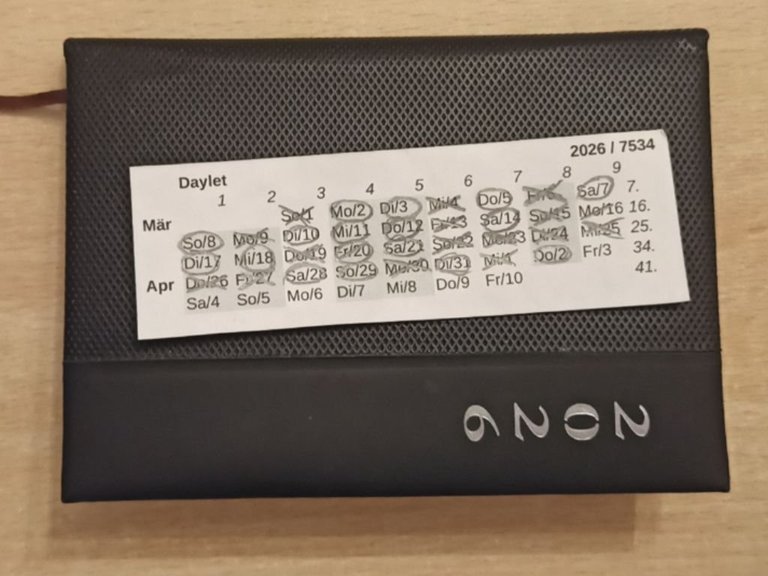 Daylet 2026 / 7534
1 2 3 4 5 6 7 8 9
Mär So/1 Mo/2 Di/3 Mi/4 Do/5 Fr/6 Sa/7 7.
So/8 Mo/9 Di/10 Mi/11 Do/12 Fr/13 Sa/14 So/15 Mo/16 16.
Di/17 Mi/18 Do/19 Fr/20 Sa/21 So/22 Mo/23 Di/24 Mi/25 25.
Apr Do/26 Fr/27 Sa/28 So/29 Mo/30 Di/31 Mi/1 Do/2 Fr/3 34.
Sa/4 So/5 Mo/6 Di/7 Mi/8 Do/9 Fr/10 41.
2026